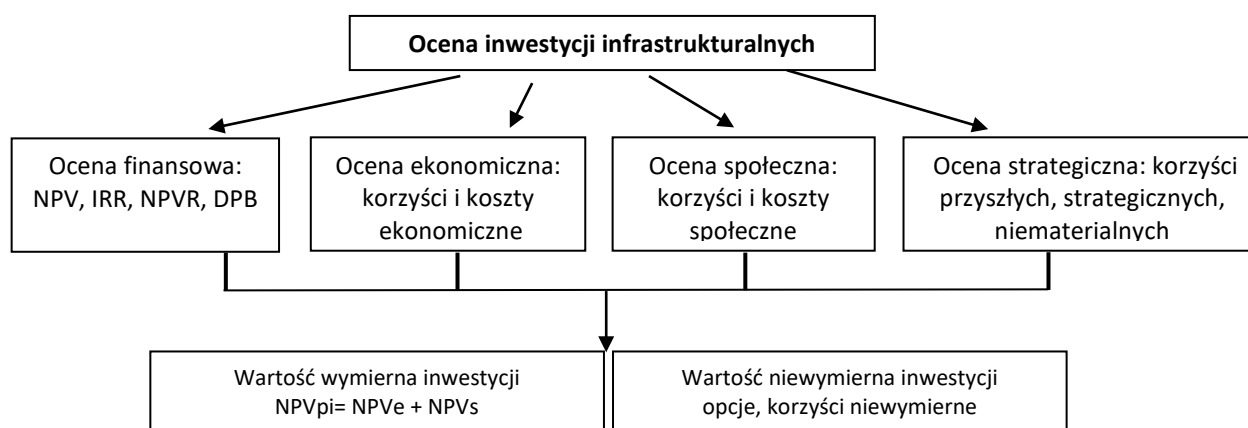 Ocena inwestycji infrastrukturalnych
Ocena finansowa:
NPV, IRR, NPVR, DPB
Ocena ekonomiczna:
korzyści i koszty
ekonomiczne
Ocena społeczna:
korzyści i koszty
społeczne
Ocena strategiczna: korzyści
przyszłych, strategicznych,
niematerialnych
Wartość wymierna inwestycji
NPVpi= NPVe + NPVs
Wartość niewymierna inwestycji
opcje, korzyści niewymierne